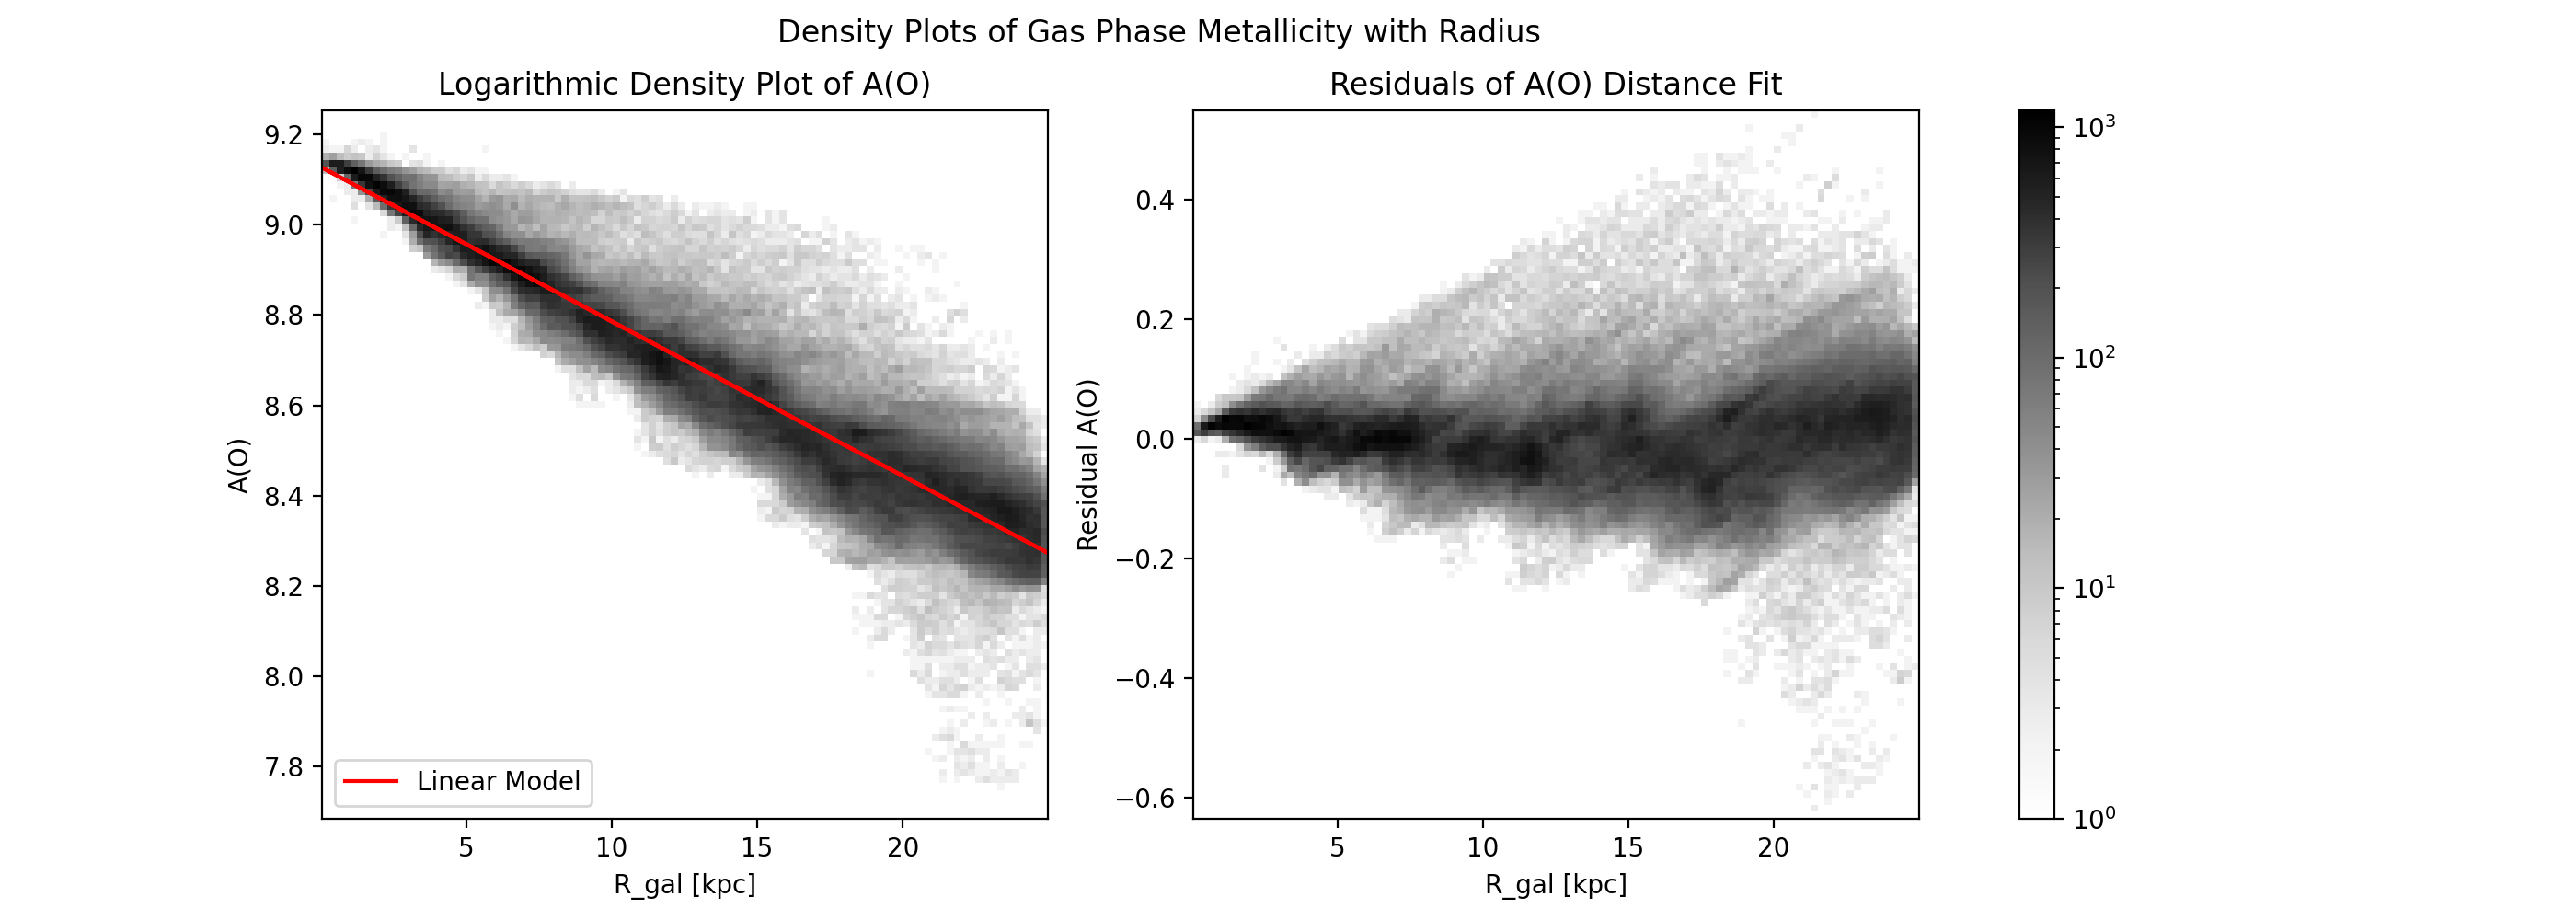 Density Plots of Gas Phase Metallicity with Radius
Logarithmic Density Plot of A(O)
9.2
9.0
8.8
8.6
8.4
8.2
8.0
7.8
A(O)
Linear Model
5 10 15 20
R_gal [kpc]
Residuals of A(O) Distance Fit
0.4
0.2
0.0
−0.2
−0.4
−0.6
Residual A(O)
5 10 15 20
R_gal [kpc]
10³
10²
10¹
10⁰